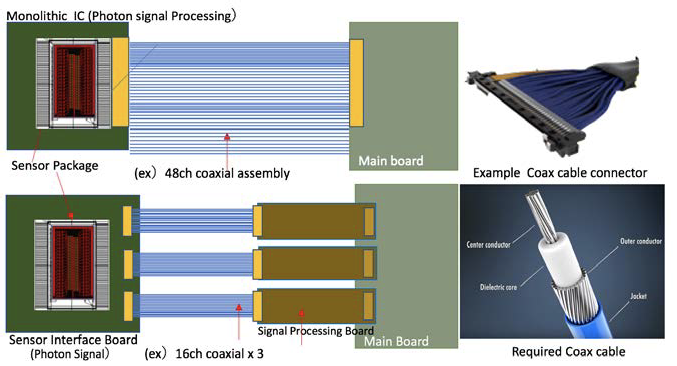 Monolithic IC (Photon signal Processing)
Sensor Package
(ex) 48ch coaxial assembly
Main board
Example Coax cable connector
Center conductor
Outer conductor
Dielectric core
Jacket
Signal Processing Board
Sensor Interface Board
(Photon Signal)
(ex) 16ch coaxial x 3
Main Board
Required Coax cable